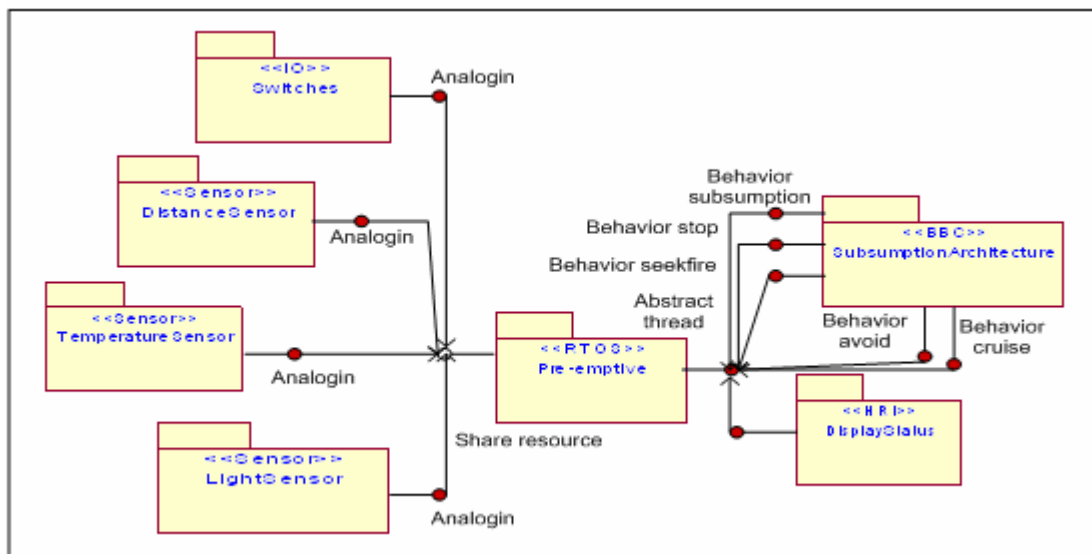 <<IO>>
Switches
Analogin
<<Sensor>>
DistanceSensor
Analogin
<<Sensor>>
TemperatureSensor
Analogin
<<Sensor>>
LightSensor
Analogin
Share resource
<<RTOS>>
Pre-emptive
Abstract
thread
Behavior
subsumption
Behavior stop
Behavior seekfire
<<BBC>>
SubsumptionArchitecture
Behavior
avoid
Behavior
cruise
<<HRI>>
DisplayStatus